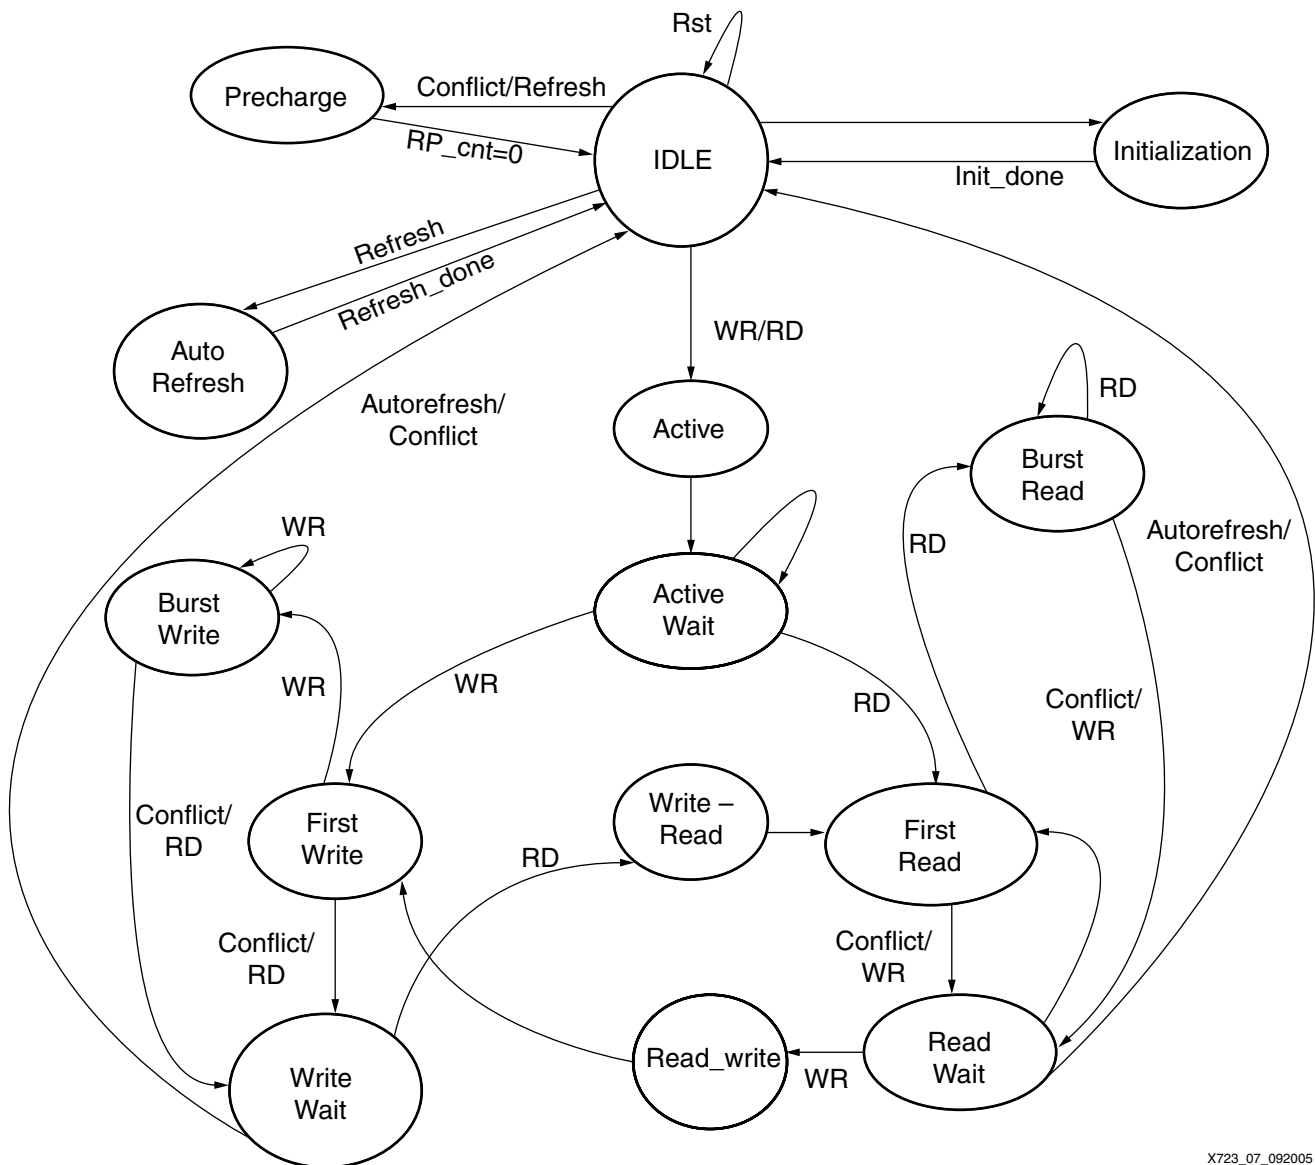 Rst
Precharge
Conflict/Refresh
RP_cnt=0
IDLE
Initialization
Init_done
Refresh
Refresh_done
Auto
Refresh
WR/RD
Autorefresh/
Conflict
Active
RD
Burst
Read
WR
RD
Autorefresh/
Conflict
Burst
Write
Active
Wait
WR
WR
RD
Conflict/
WR
Conflict/
RD
First
Write
Write –
Read
First
Read
RD
Conflict/
RD
Conflict/
WR
Write
Wait
Read_write
WR
Read
Wait
X723_07_092005